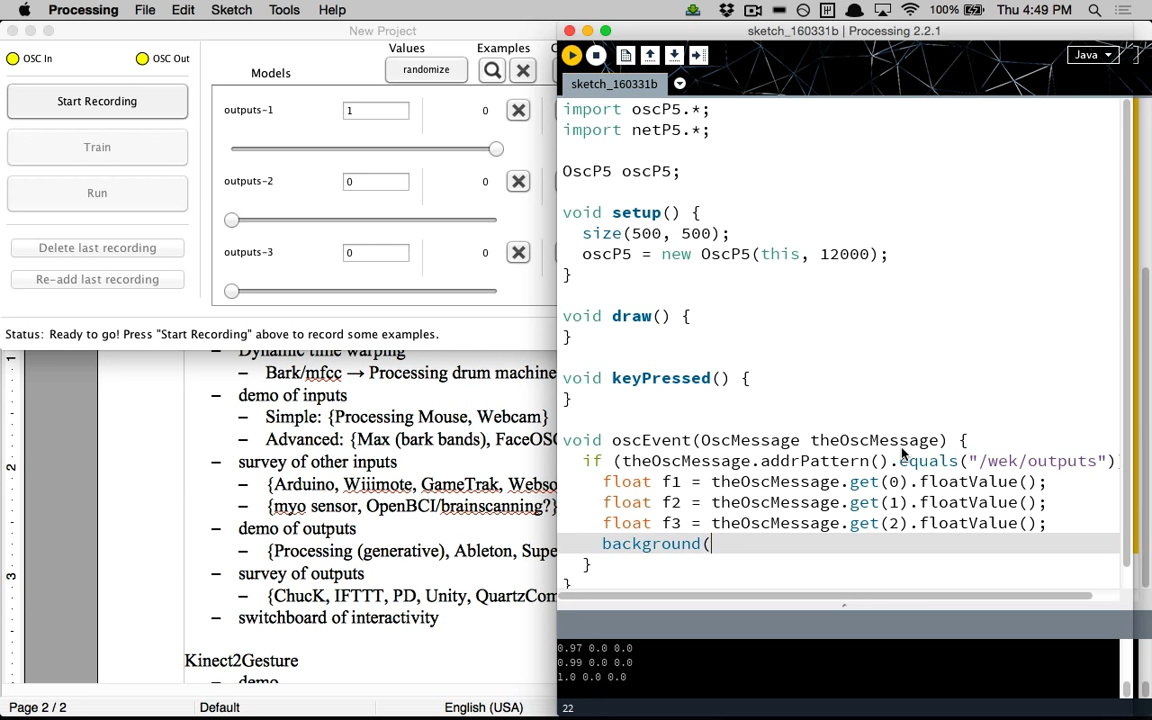 Processing File Edit Sketch Tools Help 100% Thu 4:49 PM
New Project
OSC In
OSC Out
Models
Values
Examples
randomize
Start Recording
Train
Run
Delete last recording
Re-add last recording
outputs-1 1 0
outputs-2 0 0
outputs-3 0 0
Status: Ready to go! Press "Start Recording" above to record some examples.
- Dynamic time warping
- Bark/mfcc → Processing drum machine
- demo of inputs
- Simple: {Processing Mouse, Webcam}
- Advanced: {Max (bark bands), FaceOSC
- survey of other inputs
- {Arduino, Wiiimote, GameTrak, Webso
- {myo sensor, OpenBCI/brainscanning?}
- demo of outputs
- {Processing (generative), Ableton, Supe
- survey of outputs
- {ChucK, IFTTT, PD, Unity, QuartzCom
- switchboard of interactivity
Kinect2Gesture
- demo
Page 2 / 2 Default English (USA)
sketch_160331b | Processing 2.2.1
Java
sketch_160331b
import oscP5.*;
import netP5.*;
OscP5 oscP5;
void setup() {
size(500, 500);
oscP5 = new OscP5(this, 12000);
}
void draw() {
}
void keyPressed() {
}
void oscEvent(OscMessage theOscMessage) {
if (theOscMessage.addrPattern().equals("/wek/outputs")
float f1 = theOscMessage.get(0).floatValue();
float f2 = theOscMessage.get(1).floatValue();
float f3 = theOscMessage.get(2).floatValue();
background(
}
}
0.97 0.0 0.0
0.99 0.0 0.0
1.0 0.0 0.0
22